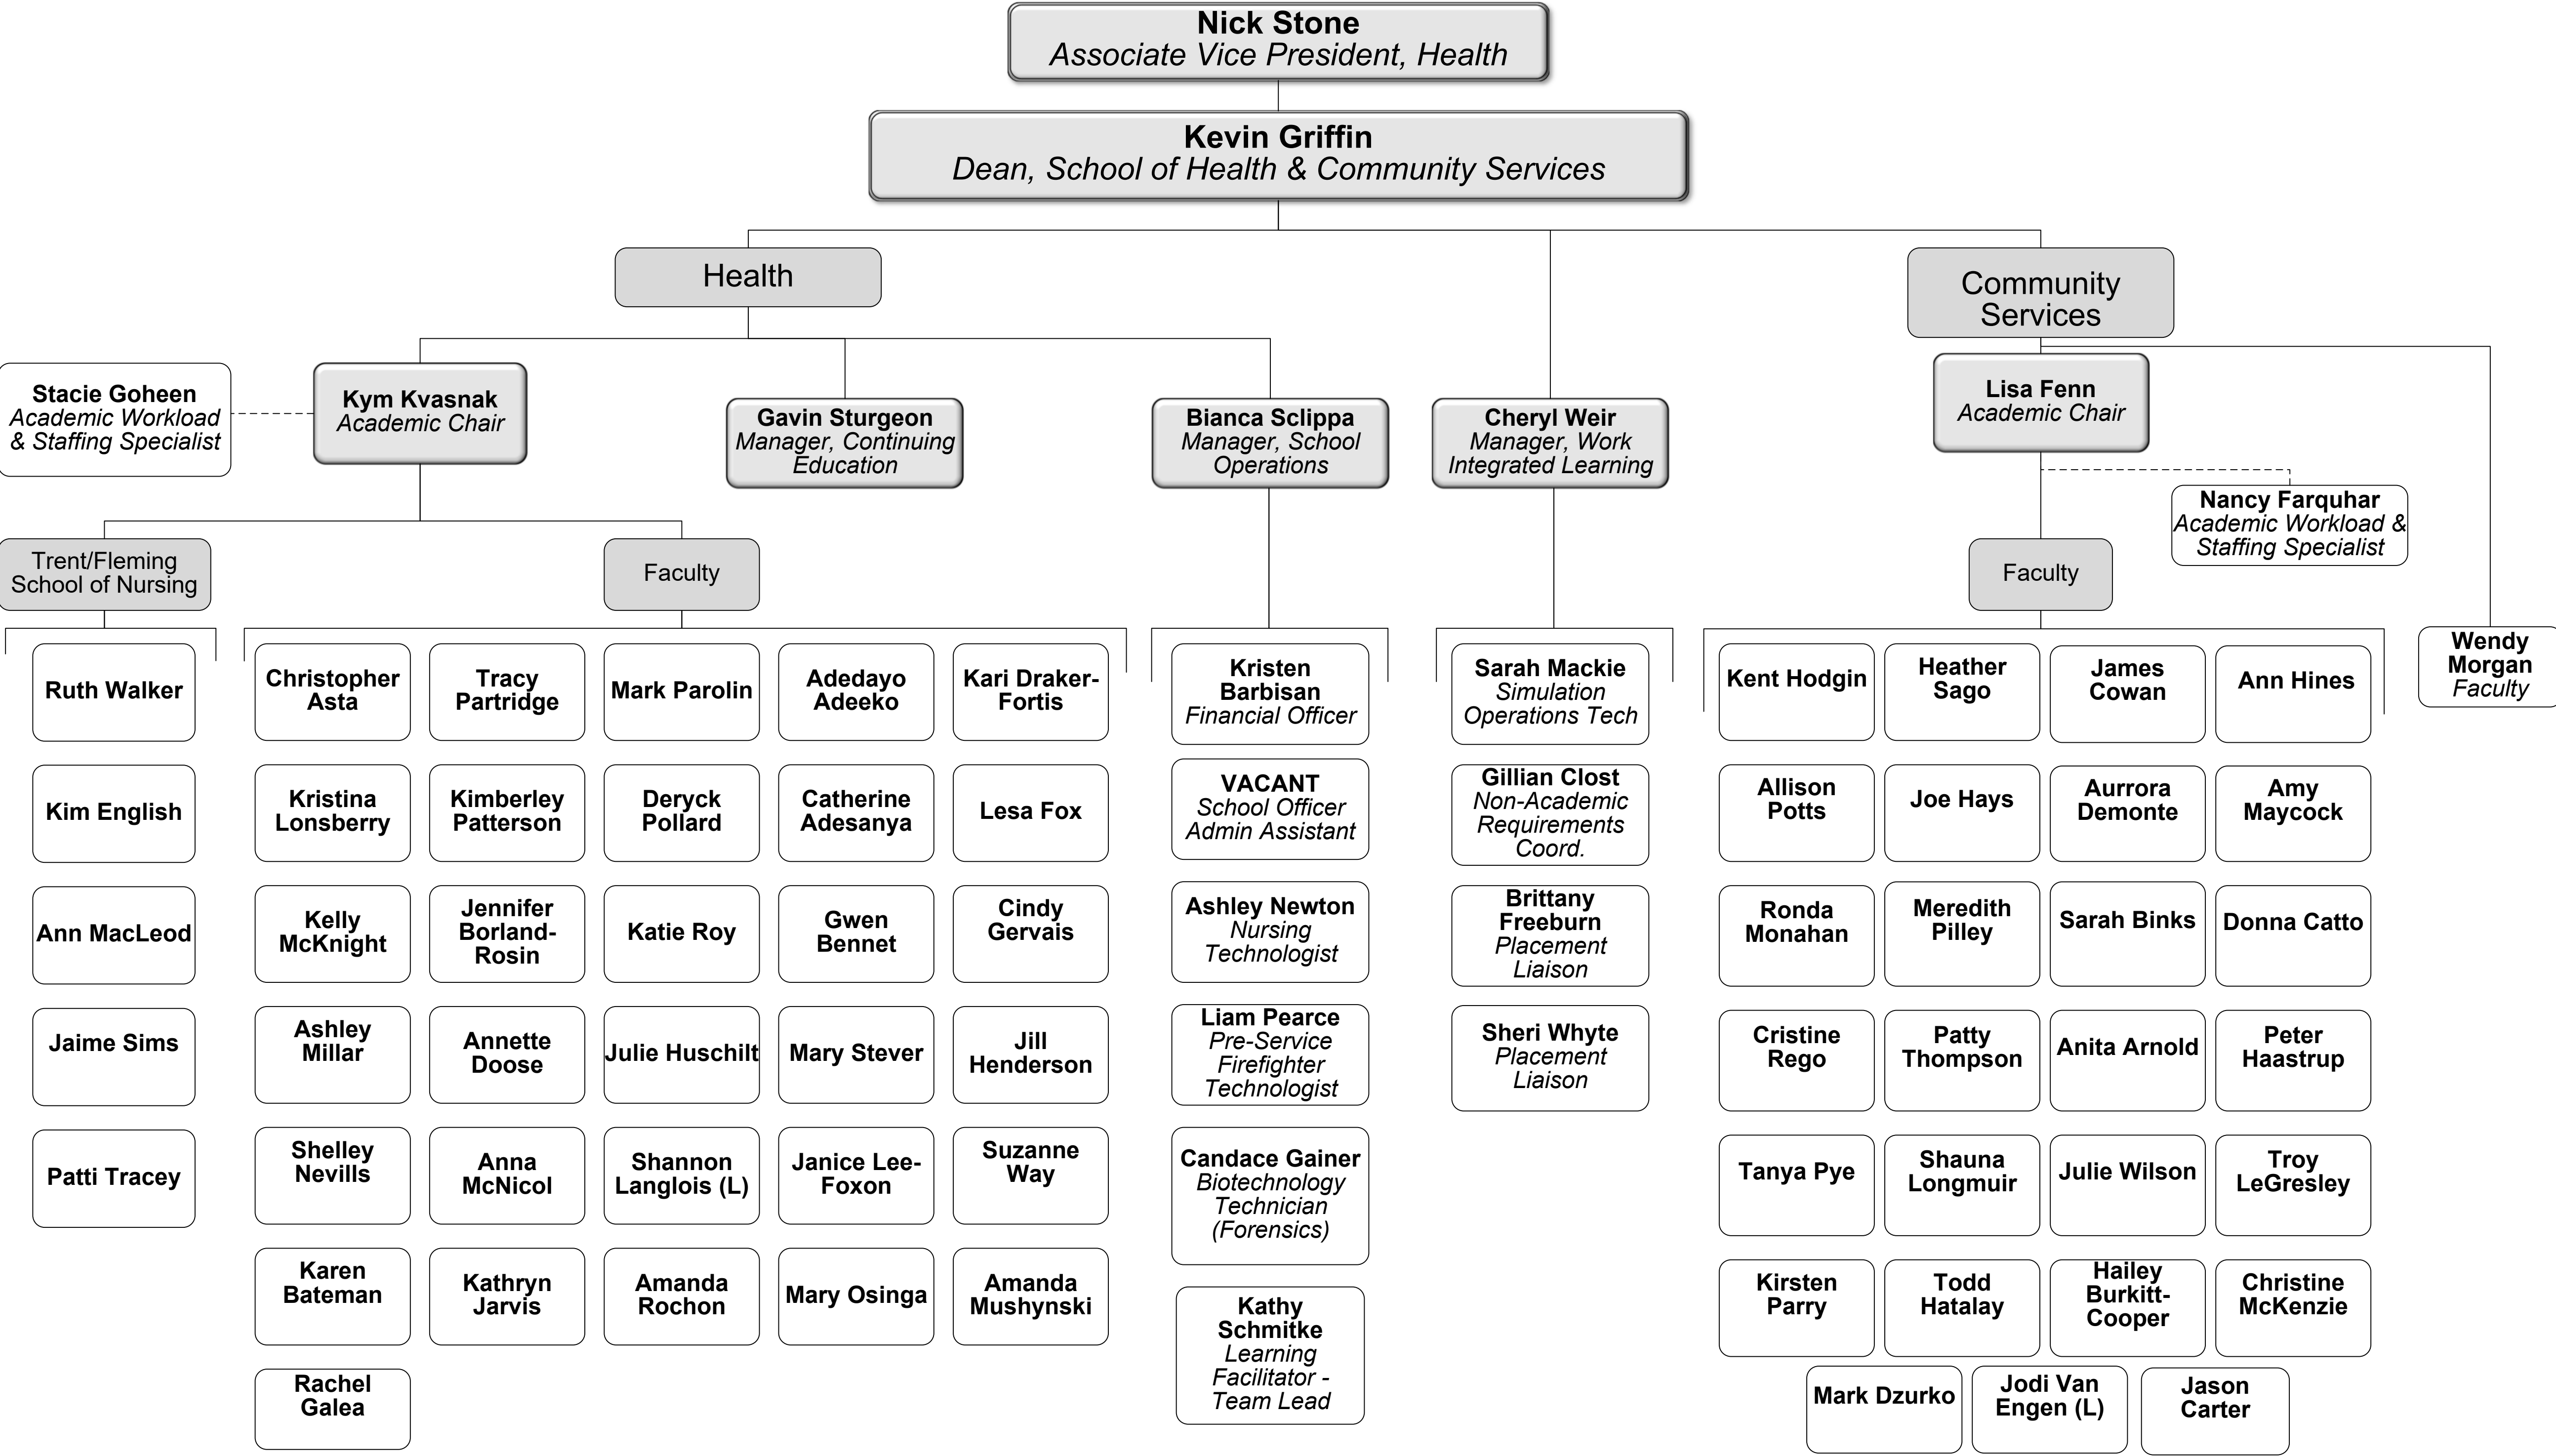 Nick Stone
Associate Vice President, Health
Kevin Griffin
Dean, School of Health & Community Services
Health
Community
Services
Stacie Goheen
Academic Workload
& Staffing Specialist
Kym Kvasnak
Academic Chair
Gavin Sturgeon
Manager, Continuing
Education
Bianca Sclippa
Manager, School
Operations
Cheryl Weir
Manager, Work
Integrated Learning
Lisa Fenn
Academic Chair
Nancy Farquhar
Academic Workload &
Staffing Specialist
Trent/Fleming
School of Nursing
Faculty
Faculty
Wendy
Morgan
Faculty
Ruth Walker
Kim English
Ann MacLeod
Jaime Sims
Patti Tracey
Christopher
Asta
Tracy
Partridge
Mark Parolin
Adedayo
Adeeko
Kari Draker-
Fortis
Kristina
Lonsberry
Kimberley
Patterson
Deryck
Pollard
Catherine
Adesanya
Lesa Fox
Kelly
McKnight
Jennifer
Borland-
Rosin
Katie Roy
Gwen
Bennet
Cindy
Gervais
Ashley
Millar
Annette
Doose
Julie Huschilt
Mary Stever
Jill
Henderson
Shelley
Nevills
Anna
McNicol
Shannon
Langlois (L)
Janice Lee-
Foxon
Suzanne
Way
Karen
Bateman
Kathryn
Jarvis
Amanda
Rochon
Mary Osinga
Amanda
Mushynski
Rachel
Galea
Kristen
Barbisan
Financial Officer
VACANT
School Officer
Admin Assistant
Ashley Newton
Nursing
Technologist
Liam Pearce
Pre-Service
Firefighter
Technologist
Candace Gainer
Biotechnology
Technician
(Forensics)
Kathy
Schmitke
Learning
Facilitator -
Team Lead
Sarah Mackie
Simulation
Operations Tech
Gillian Clost
Non-Academic
Requirements
Coord.
Brittany
Freeburn
Placement
Liaison
Sheri Whyte
Placement
Liaison
Kent Hodgin
Heather
Sago
James
Cowan
Ann Hines
Allison
Potts
Joe Hays
Aurrora
Demonte
Amy
Maycock
Ronda
Monahan
Meredith
Pilley
Sarah Binks
Donna Catto
Cristine
Rego
Patty
Thompson
Anita Arnold
Peter
Haastrup
Tanya Pye
Shauna
Longmuir
Julie Wilson
Troy
LeGresley
Kirsten
Parry
Todd
Hatalay
Hailey
Burkitt-
Cooper
Christine
McKenzie
Mark Dzurko
Jodi Van
Engen (L)
Jason
Carter